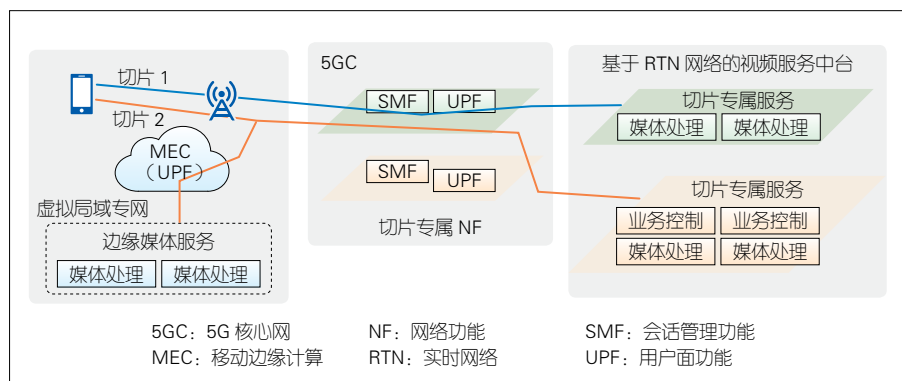 切片 1
切片 2
MEC
（UPF）
虚拟局域专网
边缘媒体服务
媒体处理 媒体处理
5GC
SMF UPF
SMF UPF
切片专属 NF
基于 RTN 网络的视频服务中台
切片专属服务
媒体处理 媒体处理
切片专属服务
业务控制 业务控制
媒体处理 媒体处理
5GC：5G 核心网 NF：网络功能 SMF：会话管理功能
MEC：移动边缘计算 RTN：实时网络 UPF：用户面功能